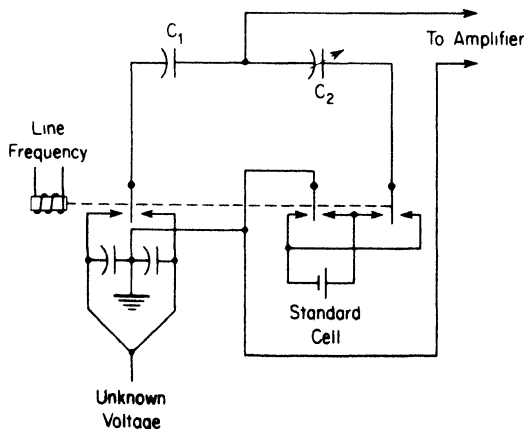 C1
To Amplifier
C2
Line
Frequency
Standard
Cell
Unknown
Voltage